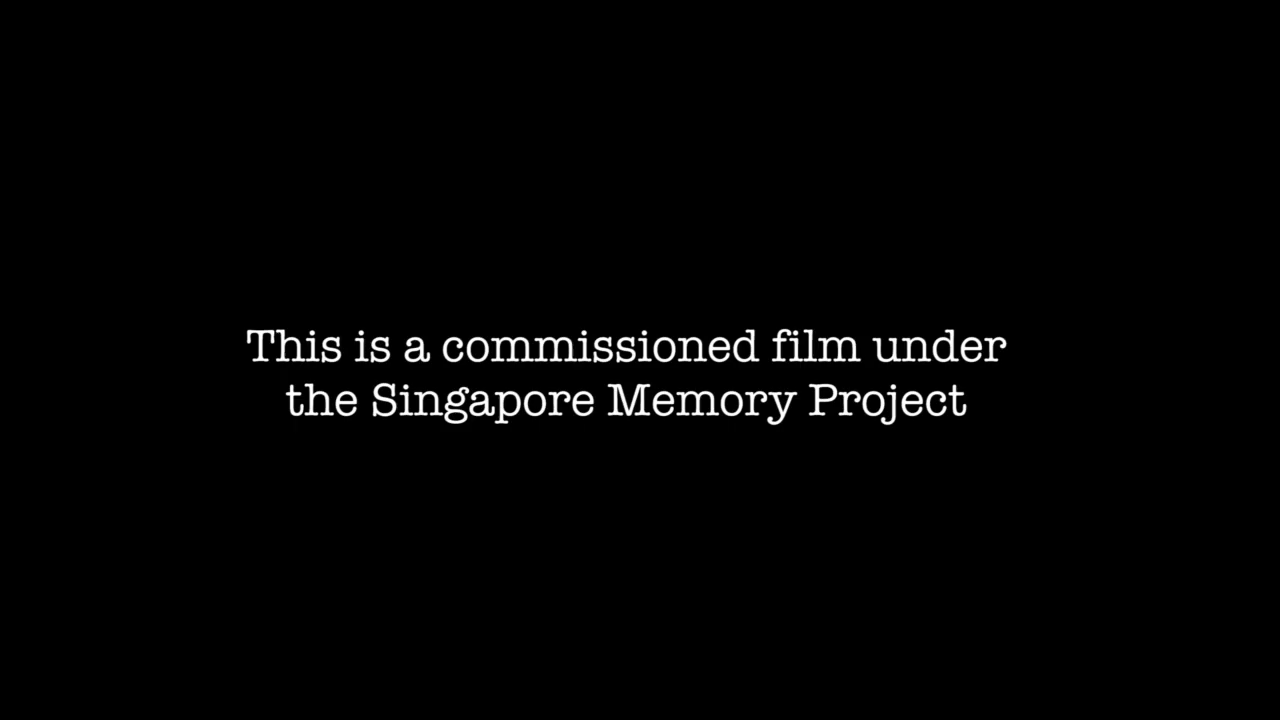 This is a commissioned film under
the Singapore Memory Project